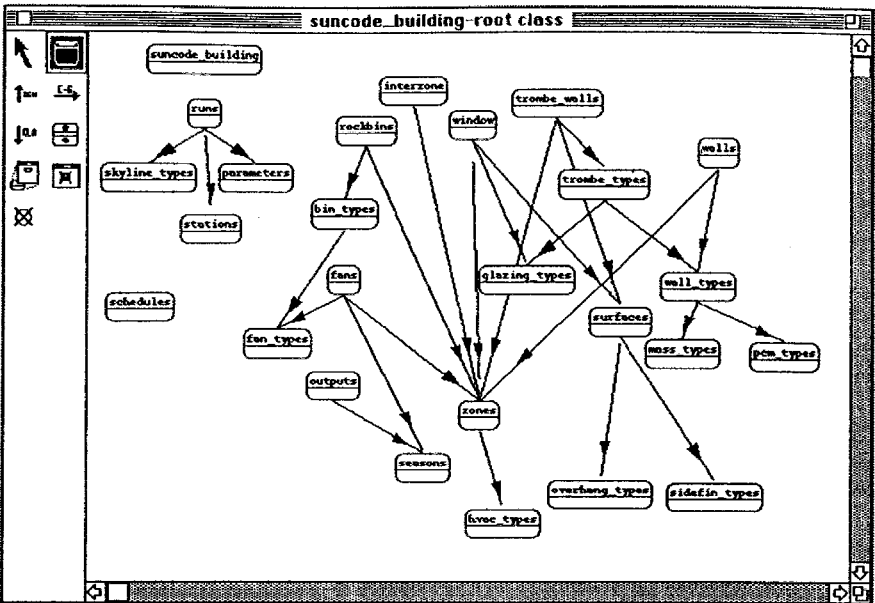 suncode_building-root class
suncode_building
interzone
trombe_walls
runs
rockbins
window
walls
skyline_types
parameters
trombe_types
bin_types
stations
fans
glazing_types
wall_types
schedules
surfaces
fan_types
mass_types
pcm_types
outputs
zones
seasons
overhang_types
sidefin_types
hvac_types